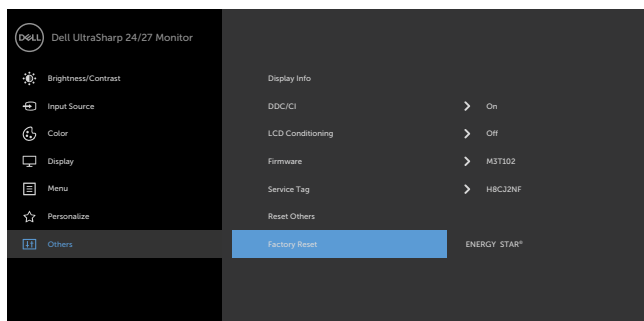 DELL Dell UltraSharp 24/27 Monitor
Brightness/Contrast Display Info
Input Source DDC/CI On
Color LCD Conditioning Off
Display Firmware M3T102
Menu Service Tag H8CJ2NF
Personalize Reset Others
Others Factory Reset ENERGY STAR®